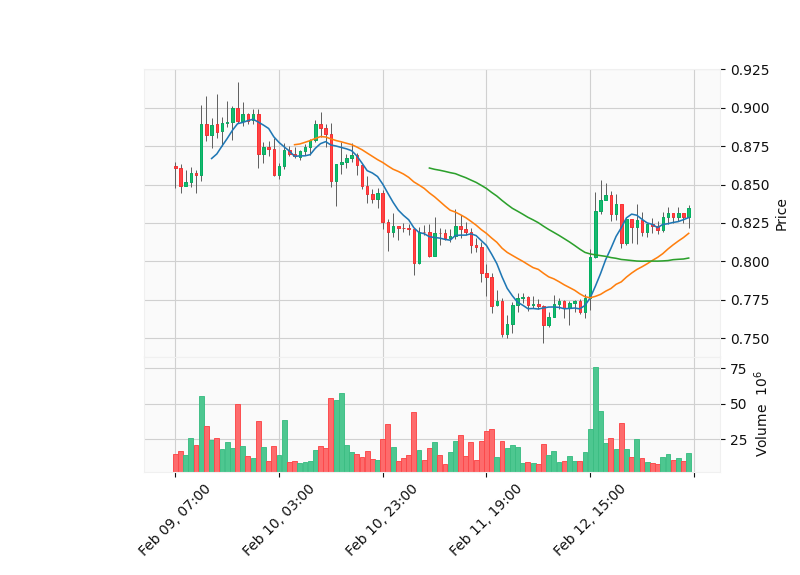 0.925
0.900
0.875
0.850
0.825
0.800
0.775
0.750
Price
75
50
25
Volume 10^6
Feb 09, 07:00
Feb 10, 03:00
Feb 10, 23:00
Feb 11, 19:00
Feb 12, 15:00